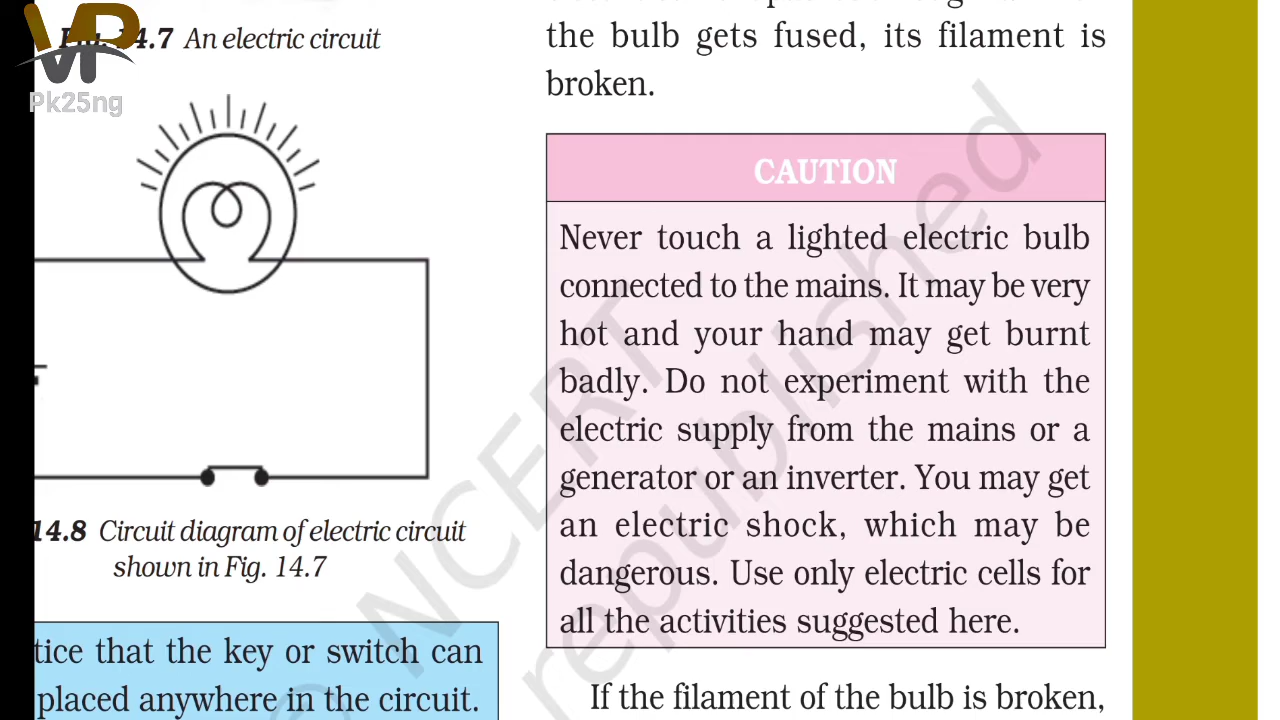 VP
Pk25ng
14.7 An electric circuit
14.8 Circuit diagram of electric circuit
shown in Fig. 14.7
that the key or switch can
placed anywhere in the circuit.
the bulb gets fused, its filament is
broken.
CAUTION
Never touch a lighted electric bulb
connected to the mains. It may be very
hot and your hand may get burnt
badly. Do not experiment with the
electric supply from the mains or a
generator or an inverter. You may get
an electric shock, which may be
dangerous. Use only electric cells for
all the activities suggested here.
If the filament of the bulb is broken,
© NCERT
republished